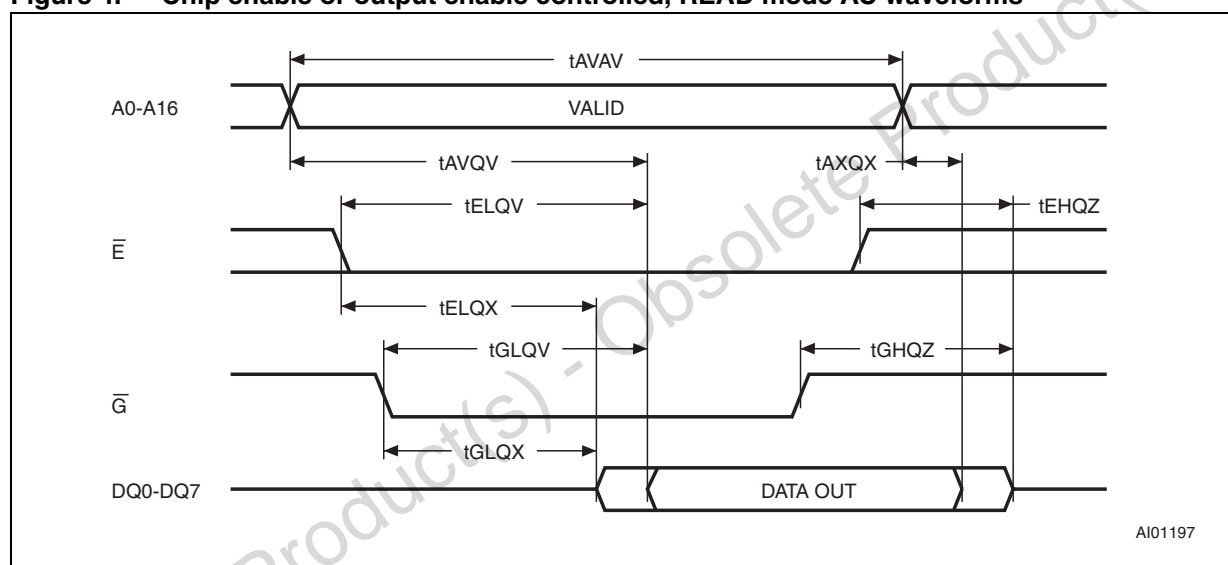 Figure 4. Chip enable or output enable controlled, READ mode AC waveforms
tAVAV
A0-A16 VALID
tAVQV tAXQX
tELQV tEHQZ
E̅
tELQX
tGLQV tGHQZ
G̅
tGLQX
DQ0-DQ7 DATA OUT
AI01197
Product(s) - Obsolete Product(